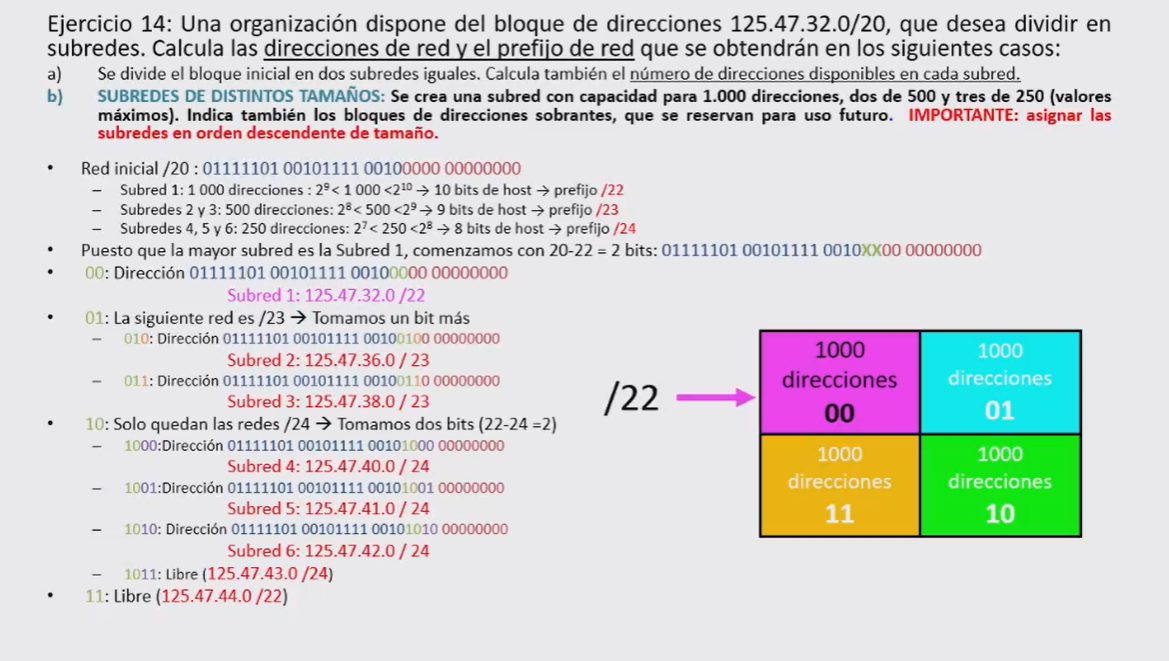 Ejercicio 14: Una organización dispone del bloque de direcciones 125.47.32.0/20, que desea dividir en
subredes. Calcula las direcciones de red y el prefijo de red que se obtendrán en los siguientes casos:
a) Se divide el bloque inicial en dos subredes iguales. Calcula también el número de direcciones disponibles en cada subred.
b) SUBREDES DE DISTINTOS TAMAÑOS: Se crea una subred con capacidad para 1.000 direcciones, dos de 500 y tres de 250 (valores
máximos). Indica también los bloques de direcciones sobrantes, que se reservan para uso futuro. IMPORTANTE: asignar las
subredes en orden descendente de tamaño.
• Red inicial /20 : 01111101 00101111 00100000 00000000
– Subred 1: 1 000 direcciones : 2⁹< 1 000 <2¹⁰ → 10 bits de host → prefijo /22
– Subredes 2 y 3: 500 direcciones: 2⁸< 500 <2⁹ → 9 bits de host → prefijo /23
– Subredes 4, 5 y 6: 250 direcciones: 2⁷< 250 <2⁸ → 8 bits de host → prefijo /24
• Puesto que la mayor subred es la Subred 1, comenzamos con 20-22 = 2 bits: 01111101 00101111 0010XX00 00000000
• 00: Dirección 01111101 00101111 00100000 00000000
Subred 1: 125.47.32.0 /22
• 01: La siguiente red es /23 → Tomamos un bit más
– 010: Dirección 01111101 00101111 00100100 00000000
Subred 2: 125.47.36.0 / 23
– 011: Dirección 01111101 00101111 00100110 00000000
Subred 3: 125.47.38.0 / 23
• 10: Solo quedan las redes /24 → Tomamos dos bits (22-24 =2)
– 1000:Dirección 01111101 00101111 00101000 00000000
Subred 4: 125.47.40.0 / 24
– 1001:Dirección 01111101 00101111 00101001 00000000
Subred 5: 125.47.41.0 / 24
– 1010: Dirección 01111101 00101111 00101010 00000000
Subred 6: 125.47.42.0 / 24
– 1011: Libre (125.47.43.0 /24)
• 11: Libre (125.47.44.0 /22)
/22
1000
direcciones
00
1000
direcciones
01
1000
direcciones
11
1000
direcciones
10